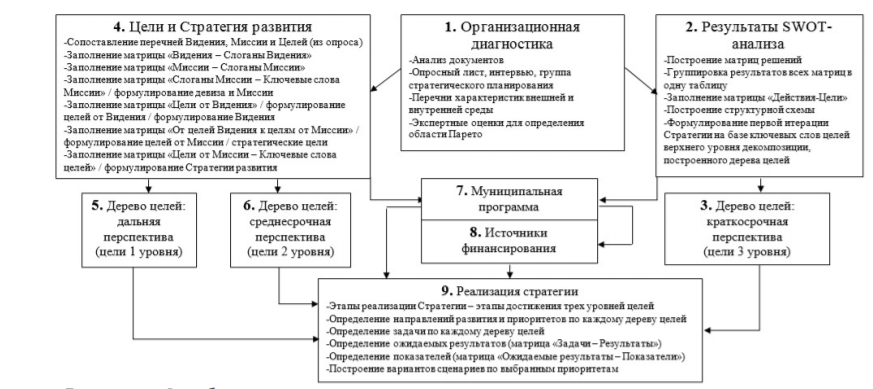 4. Цели и Стратегия развития
-Сопоставление перечней Видения, Миссии и Целей (из опроса)
-Заполнение матрицы «Видения – Слоганы Видения»
-Заполнение матрицы «Миссии – Слоганы Миссии»
-Заполнение матрицы «Слоганы Миссии – Ключевые слова
Миссии» / формулирование девиза и Миссии
-Заполнение матрицы «Цели от Видения» / формулирование
целей от Видения / формулирование Видения
-Заполнение матрицы «От целей Видения к целям от Миссии» /
формулирование целей от Миссии / стратегические цели
-Заполнение матрицы «Цели от Миссии – Ключевые слова
целей» / формулирование Стратегии развития
1. Организационная
диагностика
-Анализ документов
-Опросный лист, интервью, группа
стратегического планирования
-Перечни характеристик внешней и
внутренней среды
-Экспертные оценки для определения
области Парето
2. Результаты SWOT-
анализа
-Построение матриц решений
-Группировка результатов всех матриц в
одну таблицу
-Заполнение матрицы «Действия-Цели»
-Построение структурной схемы
-Формулирование первой итерации
Стратегии на базе ключевых слов целей
верхнего уровня декомпозиции,
построенного дерева целей
5. Дерево целей:
дальняя
перспектива
(цели 1 уровня)
6. Дерево целей:
среднесрочная
перспектива
(цели 2 уровня)
7. Муниципальная
программа
8. Источники
финансирования
3. Дерево целей:
краткосрочная
перспектива
(цели 3 уровня)
9. Реализация стратегии
-Этапы реализации Стратегии – этапы достижения трех уровней целей
-Определение направлений развития и приоритетов по каждому дереву целей
-Определение задачи по каждому дереву целей
-Определение ожидаемых результатов (матрица «Задачи – Результаты»)
-Определение показателей (матрица «Ожидаемые результаты – Показатели»)
-Построение вариантов сценариев по выбранным приоритетам